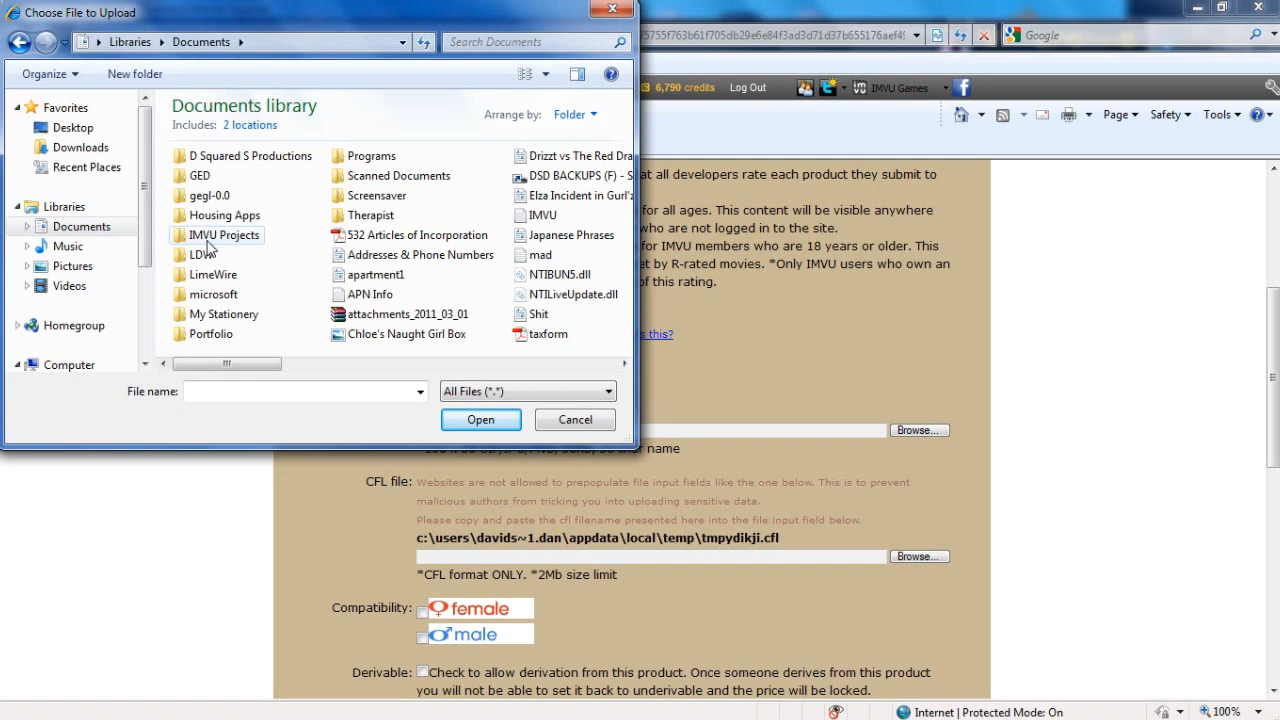 Choose File to Upload
Libraries
Documents
Search Documents
Organize
New folder
Favorites
Desktop
Downloads
Recent Places
Libraries
Documents
Music
Pictures
Videos
Homegroup
Computer
Documents library
Includes: 2 locations
Arrange by: Folder
D Squared S Productions
GED
gegl-0.0
Housing Apps
IMVU Projects
LimeWire
microsoft
My Stationery
Portfolio
Programs
Scanned Documents
Screensaver
Therapist
532 Articles of Incorporation
Addresses & Phone Numbers
apartment1
APN Info
attachments_2011_03_01
Chloe's Naught Girl Box
Drizzt vs The Red Dra
DSD BACKUPS (F) - S
Elza Incident in Gurl'z
IMVU
Japanese Phrases
mad
NTIBUN5.dll
NTILiveUpdate.dll
Shit
taxform
File name:
All Files (*.*)
Open
Cancel
Google
6,790 credits
Log Out
IMVU Games
Page
Safety
Tools
at all developers rate each product they submit to
for all ages. This content will be visible anywhere
are not logged in to the site.
for IMVU members who are 18 years or older. This
et by R-rated movies. *Only IMVU users who own an
of this rating.
s this?
Browse...
CFL file:
Websites are not allowed to prepopulate file input fields like the one below. This is to prevent
malicious authors from tricking you into uploading sensitive data.
Please copy and paste the cfl filename presented here into the file input field below.
c:\users\davids~1.dan\appdata\local\temp\tmpydikji.cfl
Browse...
*CFL format ONLY. *2Mb size limit
Compatibility:
female
male
Derivable:
Check to allow derivation from this product. Once someone derives from this product
you will not be able to set it back to underivable and the price will be locked.
Internet | Protected Mode: On
100%